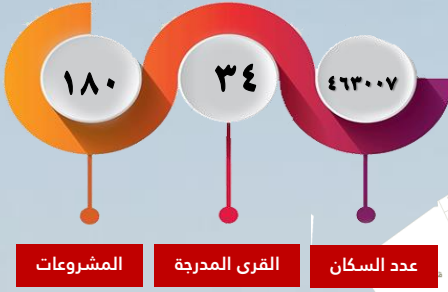 ٤٦٣٠٠٧ ٣٤ ١٨٠
عدد السكان القرى المدرجة المشروعات